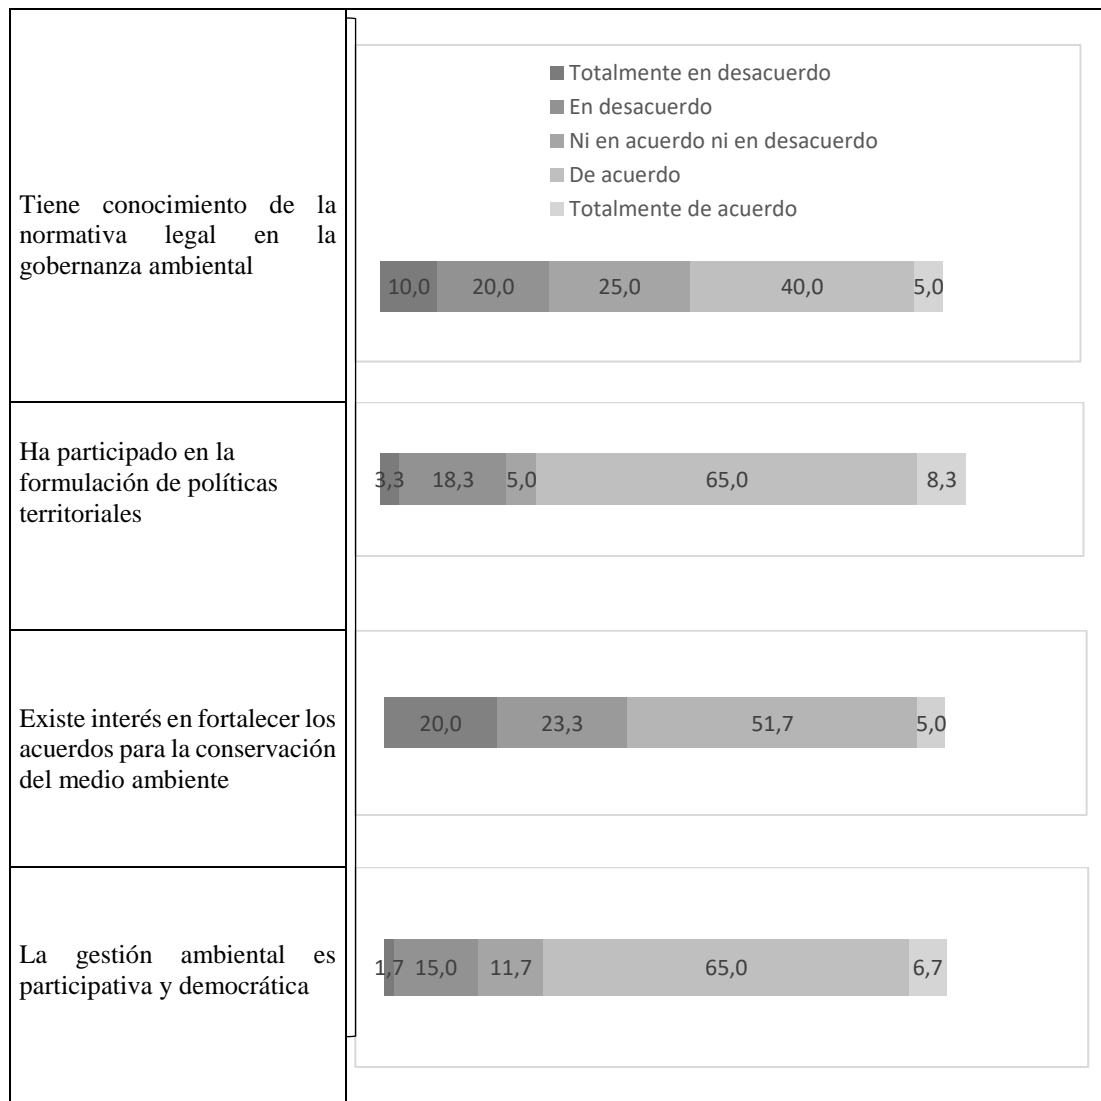 Totalmente en desacuerdo
En desacuerdo
Ni en acuerdo ni en desacuerdo
De acuerdo
Totalmente de acuerdo
Tiene conocimiento de la
normativa legal en la
gobernanza ambiental
10,0 20,0 25,0 40,0 5,0
Ha participado en la
formulación de políticas
territoriales
3,3 18,3 5,0 65,0 8,3
Existe interés en fortalecer los
acuerdos para la conservación
del medio ambiente
20,0 23,3 51,7 5,0
La gestión ambiental es
participativa y democrática
1,7 15,0 11,7 65,0 6,7